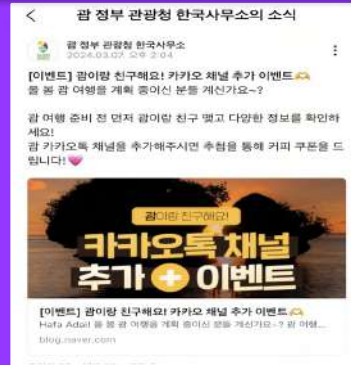 괌 정부 관광청 한국사무소의 소식
괌 정부 관광청 한국사무소
2024.03.07 오후 2:04
[이벤트] 괌이랑 친구해요! 카카오 채널 추가 이벤트🫶
올 봄 괌 여행을 계획 중이신 분들 계신가요~?
괌 여행 준비 전 먼저 괌이랑 친구 맺고 다양한 정보를 확인하
세요!
괌 카카오톡 채널을 추가해주시면 추첨을 통해 커피 쿠폰을 드
립니다!💗
괌이랑 친구해요!
카카오톡 채널
추가 + 이벤트
[이벤트] 괌이랑 친구해요! 카카오 채널 추가 이벤트🫶
Hafa Adai! 올 봄 괌 여행을 계획 중이신 분들 계신가요~? 괌 여행...
blog.naver.com